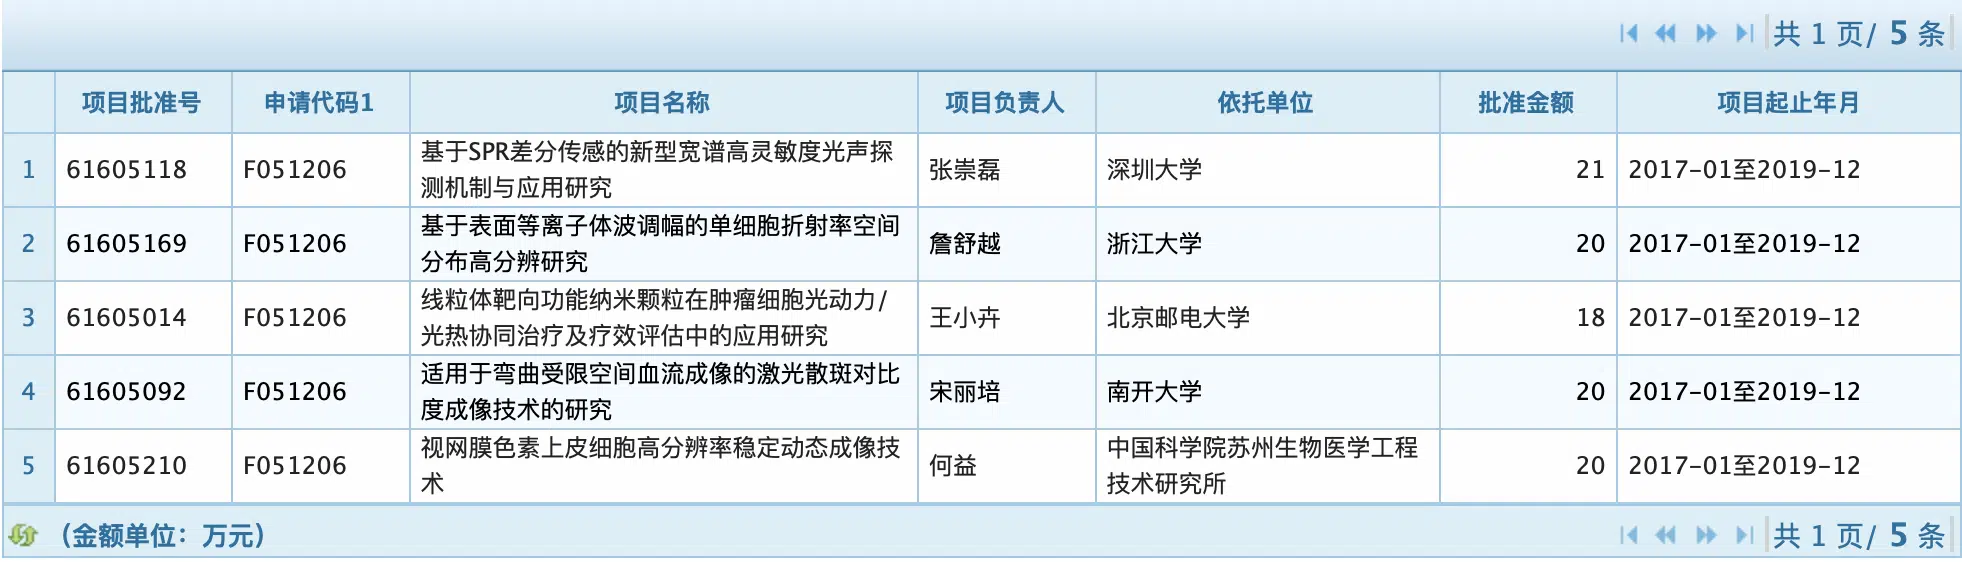 共 1 页/ 5 条
项目批准号 申请代码1 项目名称 项目负责人 依托单位 批准金额 项目起止年月
1 61605118 F051206 基于SPR差分传感的新型宽谱高灵敏度光声探
测机制与应用研究 张崇磊 深圳大学 21 2017-01至2019-12
2 61605169 F051206 基于表面等离子体波调幅的单细胞折射率空间
分布高分辨研究 詹舒越 浙江大学 20 2017-01至2019-12
3 61605014 F051206 线粒体靶向功能纳米颗粒在肿瘤细胞光动力/
光热协同治疗及疗效评估中的应用研究 王小卉 北京邮电大学 18 2017-01至2019-12
4 61605092 F051206 适用于弯曲受限空间血流成像的激光散斑对比
度成像技术的研究 宋丽培 南开大学 20 2017-01至2019-12
5 61605210 F051206 视网膜色素上皮细胞高分辨率稳定动态成像技
术 何益 中国科学院苏州生物医学工程
技术研究所 20 2017-01至2019-12
（金额单位：万元） 共 1 页/ 5 条